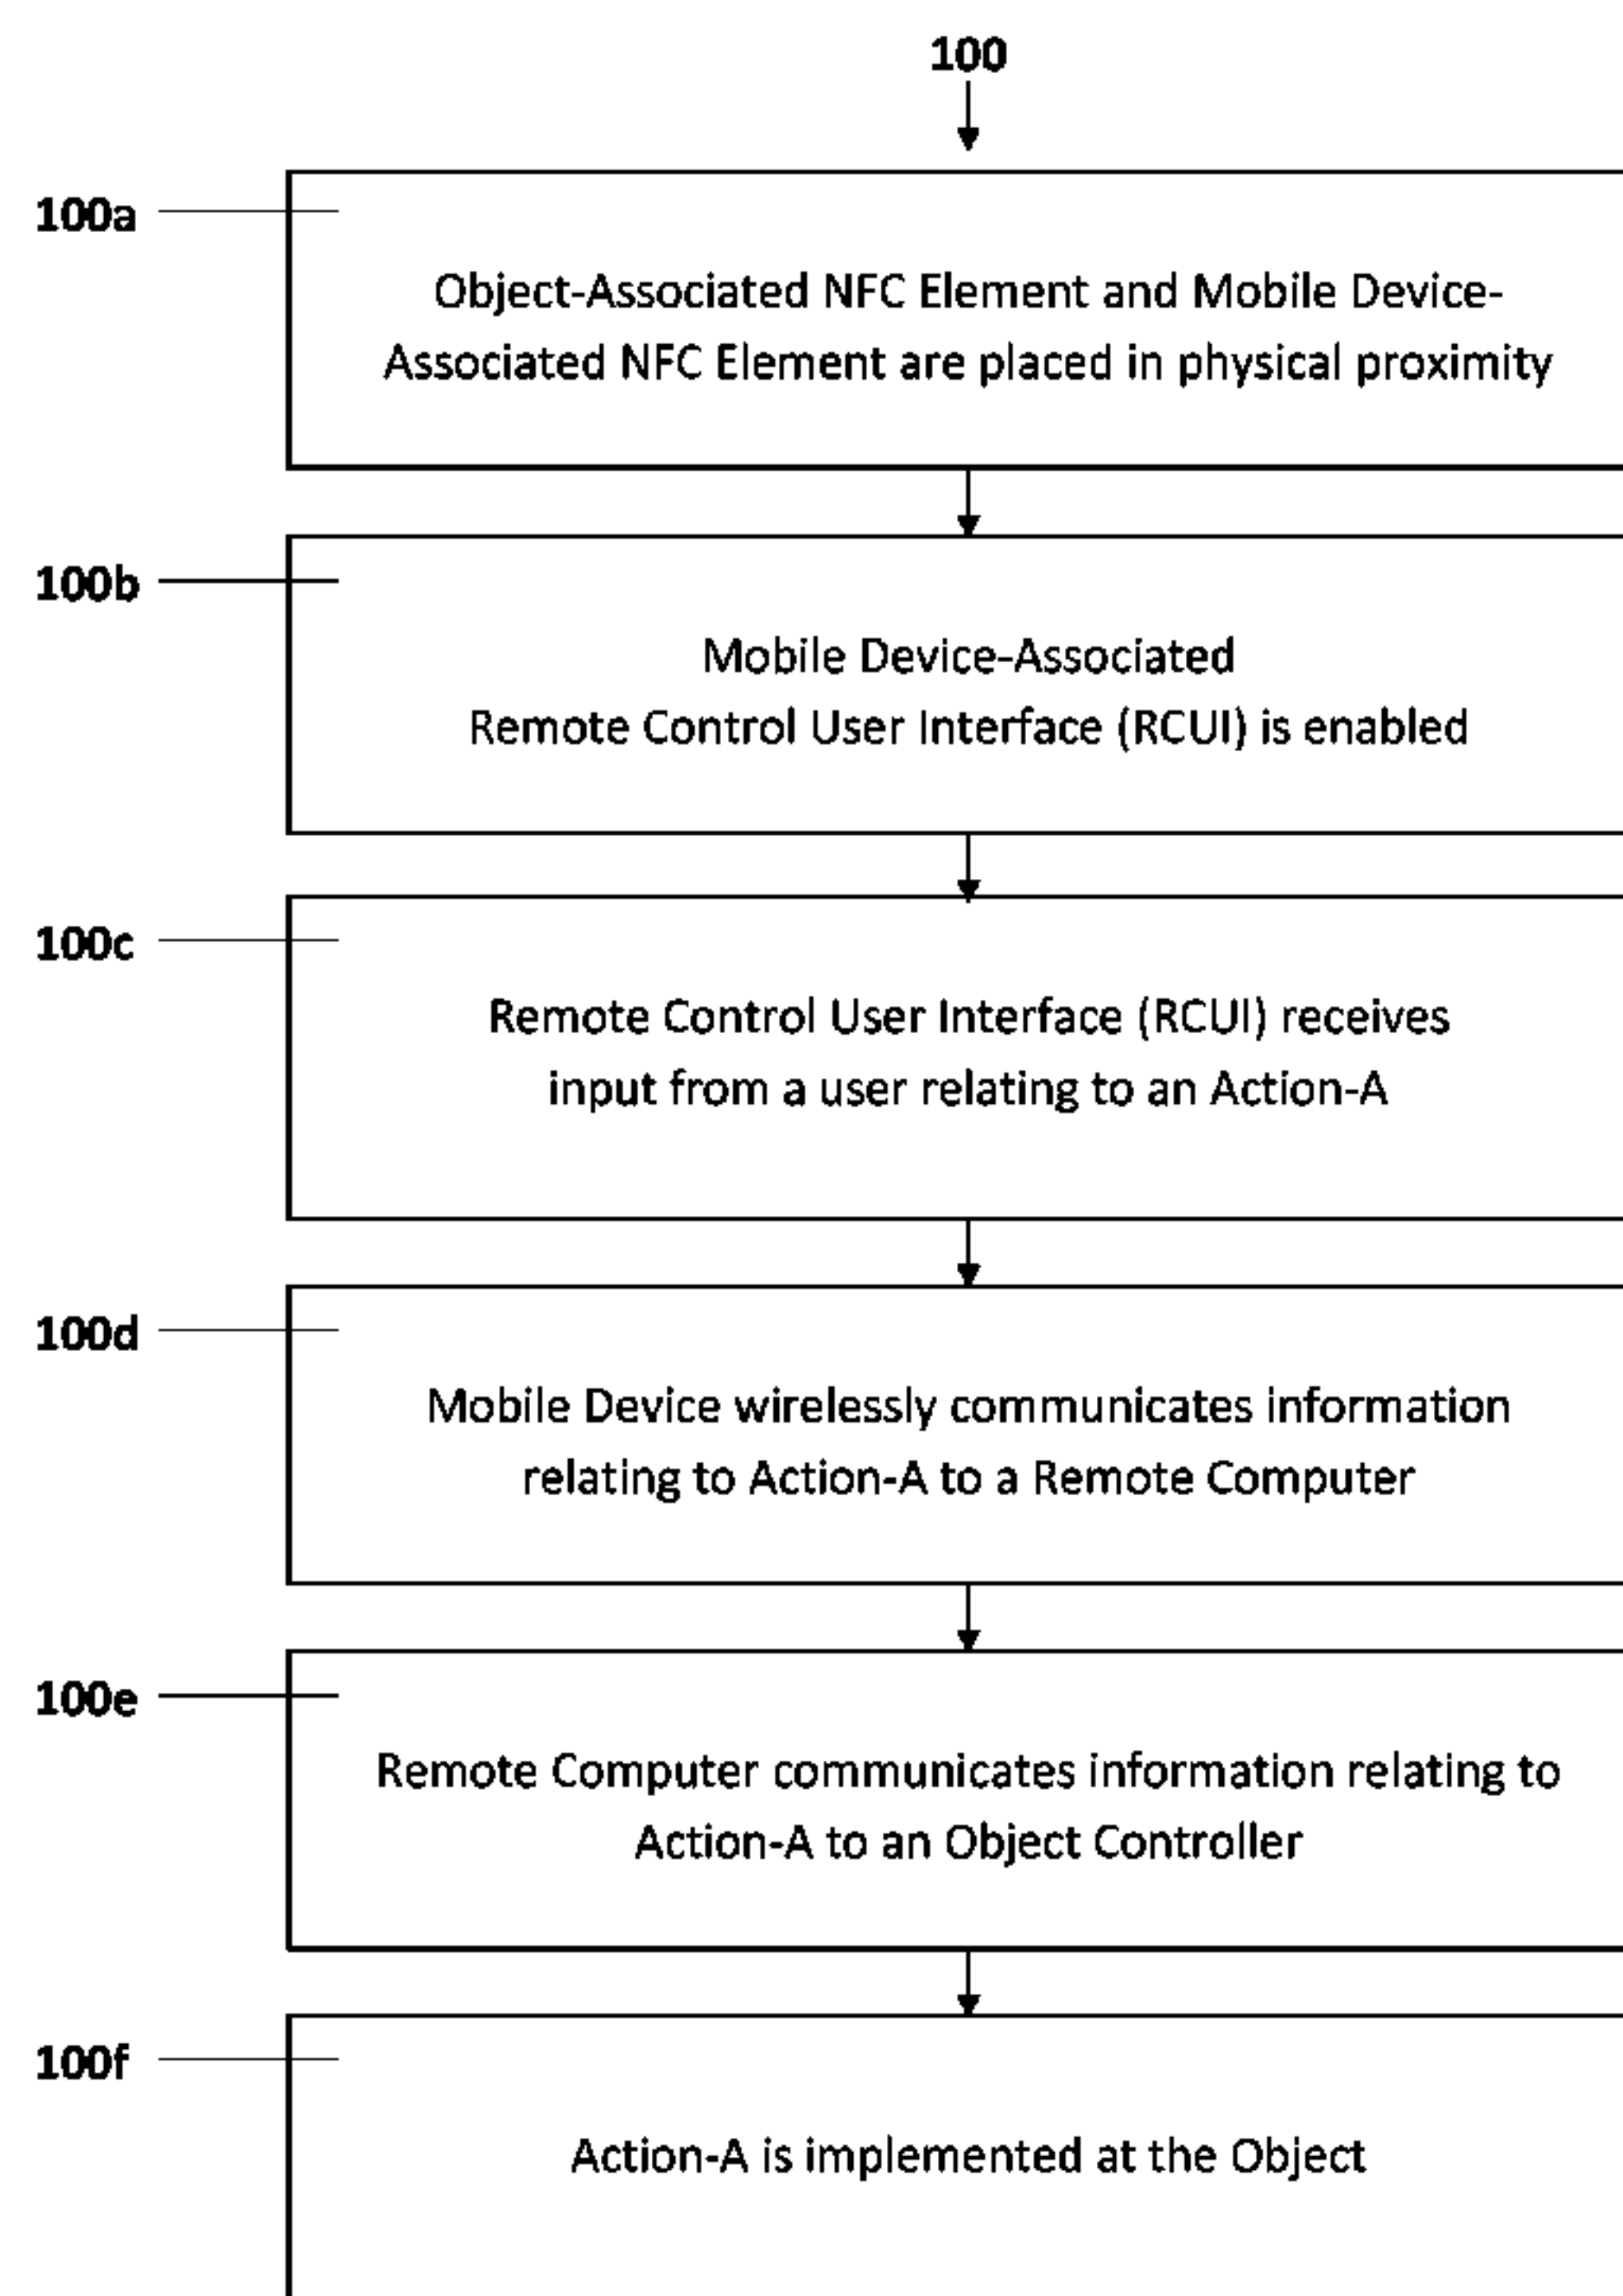 100
100a
Object-Associated NFC Element and Mobile Device-
Associated NFC Element are placed in physical proximity
100b
Mobile Device-Associated
Remote Control User Interface (RCUI) is enabled
100c
Remote Control User Interface (RCUI) receives
input from a user relating to an Action-A
100d
Mobile Device wirelessly communicates information
relating to Action-A to a Remote Computer
100e
Remote Computer communicates information relating to
Action-A to an Object Controller
100f
Action-A is implemented at the Object